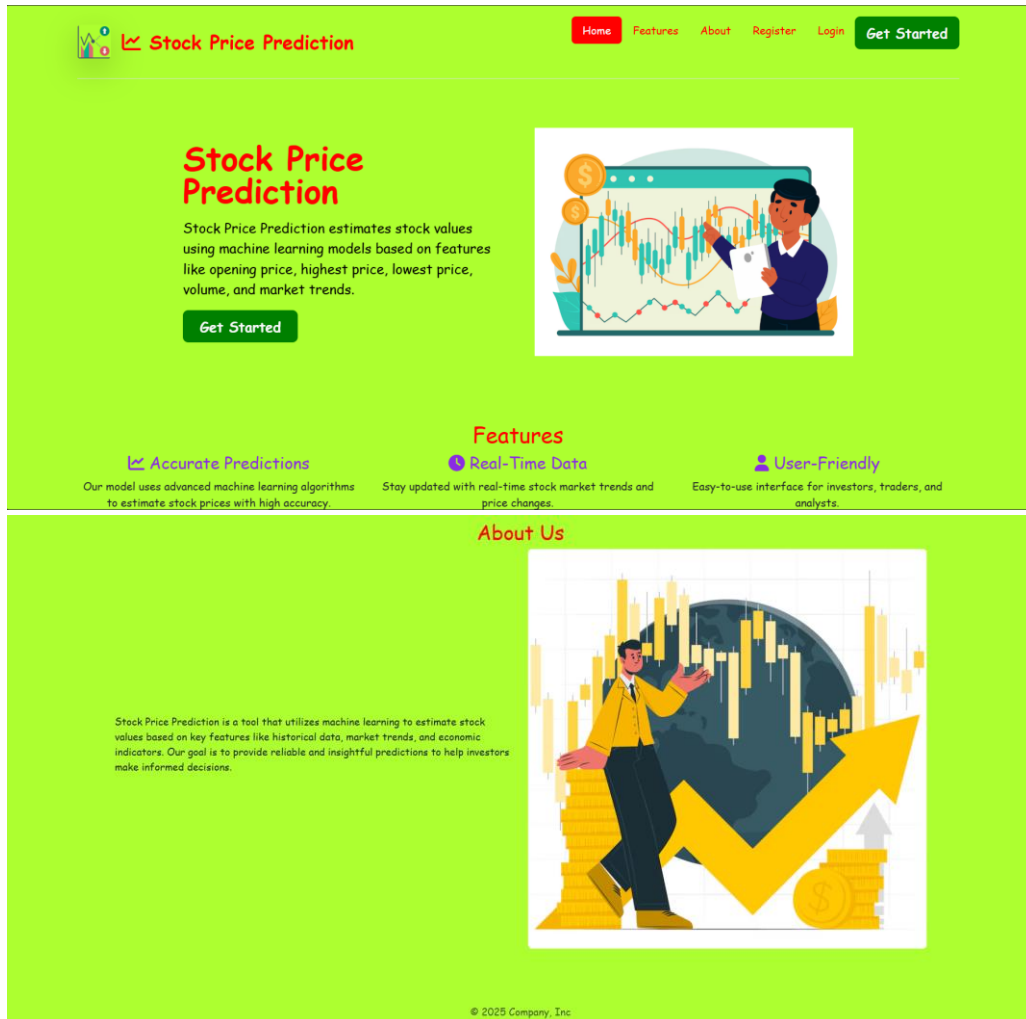 Stock Price Prediction
Home Features About Register Login Get Started
Stock Price
Prediction
Stock Price Prediction estimates stock values
using machine learning models based on features
like opening price, highest price, lowest price,
volume, and market trends.
Get Started
$
$
Features
Accurate Predictions
Our model uses advanced machine learning algorithms
to estimate stock prices with high accuracy.
Real-Time Data
Stay updated with real-time stock market trends and
price changes.
User-Friendly
Easy-to-use interface for investors, traders, and
analysts.
About Us
Stock Price Prediction is a tool that utilizes machine learning to estimate stock
values based on key features like historical data, market trends, and economic
indicators. Our goal is to provide reliable and insightful predictions to help investors
make informed decisions.
$
© 2025 Company, Inc